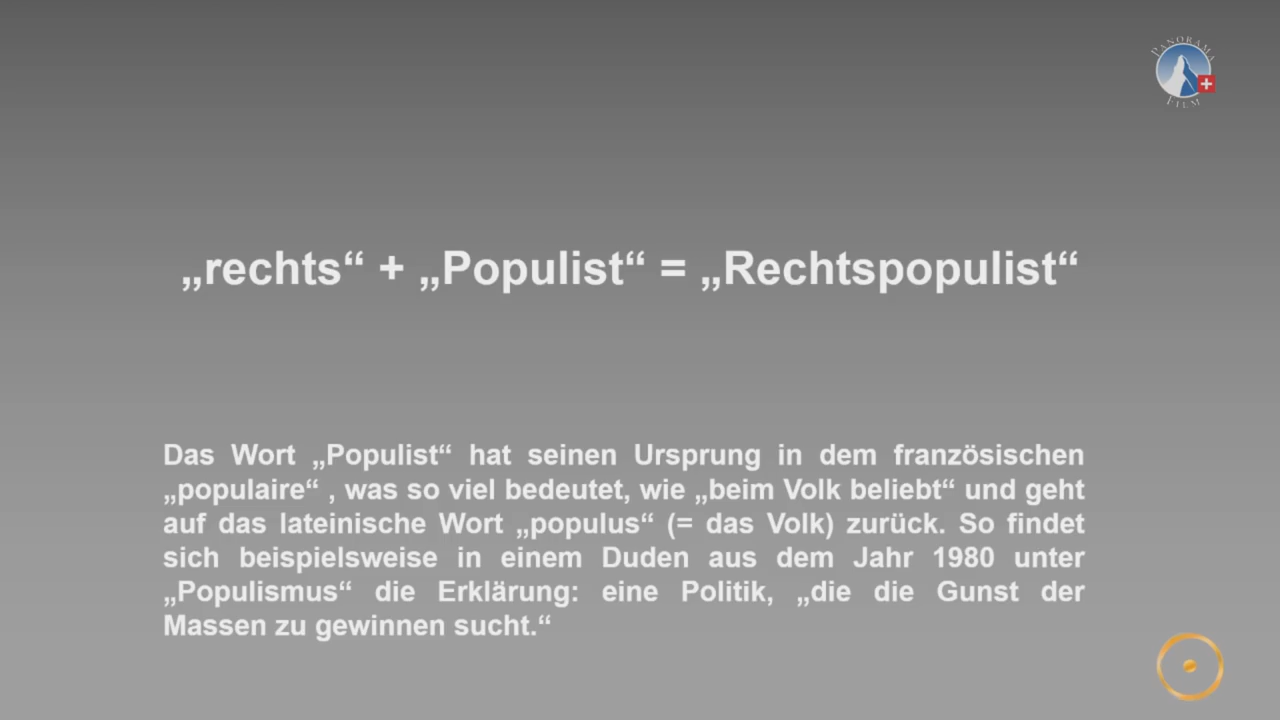 PANORAMA
FILM
„rechts“ + „Populist“ = „Rechtspopulist“
Das Wort „Populist“ hat seinen Ursprung in dem französischen
„populaire“ , was so viel bedeutet, wie „beim Volk beliebt“ und geht
auf das lateinische Wort „populus“ (= das Volk) zurück. So findet
sich beispielsweise in einem Duden aus dem Jahr 1980 unter
„Populismus“ die Erklärung: eine Politik, „die die Gunst der
Massen zu gewinnen sucht.“